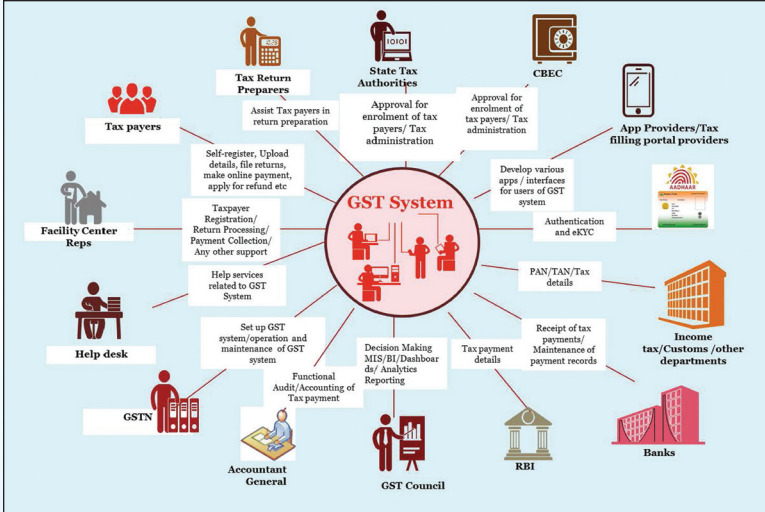 Tax Return
Preparers
State Tax
Authorities
CBEC
Tax payers
Assist Tax payers in
return preparation
Approval for
enrolment of tax
payers/ Tax
administration
Approval for
enrolment of
tax payers/ Tax
administration
App Providers/Tax
filling portal providers
Self-register, Upload
details, file returns,
make online payment,
apply for refund etc
Develop various
apps / interfaces
for users of GST
system
AADHAAR
GST System
Facility Center
Reps
Taxpayer
Registration/
Return Processing/
Payment Collection/
Any other support
Authentication
and eKYC
Help services
related to GST
System
PAN/TAN/Tax
details
Help desk
Income
tax/Customs /other
departments
Set up GST
system/operation and
maintenance of GST
system
Functional
Audit/Accounting of
Tax payment
Decision Making
MIS/BI/Dashboar
ds/ Analytics
Reporting
Tax payment
details
Receipt of tax
payments/
Maintenance of
payment records
GSTN
Accountant
General
GST Council
RBI
Banks